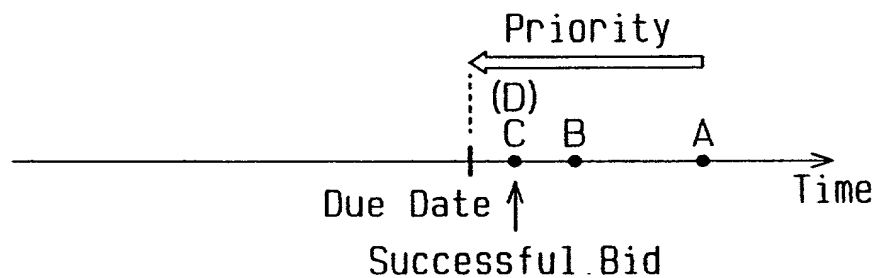 Priority
(D)
C B A
Time
Due Date
Successful Bid